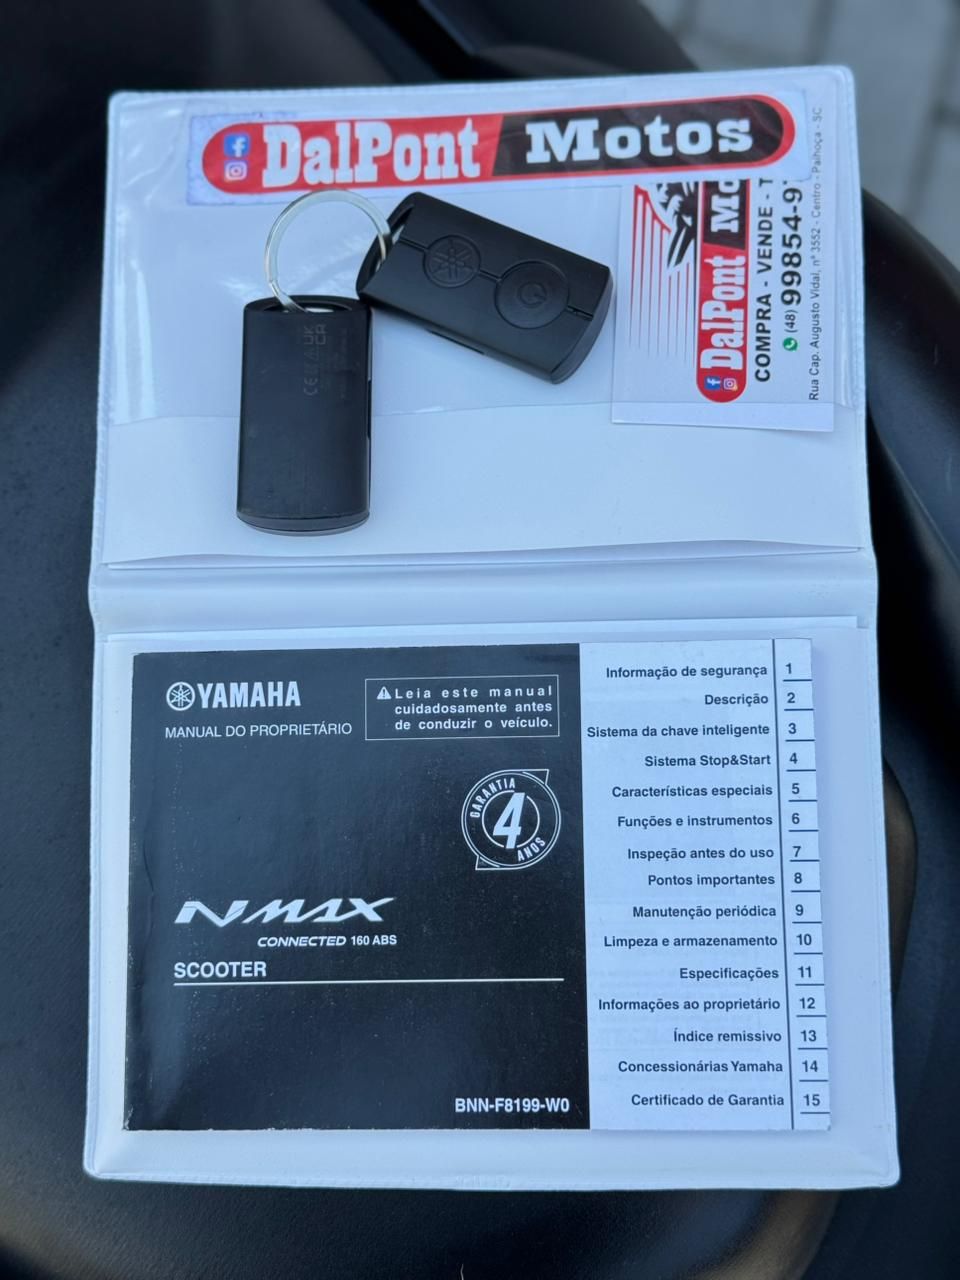 DalPont Motos
DalPont Mo
COMPRA - VENDE - T
(48) 99854-9
Rua Cap. Augusto Vidal, nº 3552 - Centro - Palhoça - SC
CE UK
CA
YAMAHA
MANUAL DO PROPRIETÁRIO
Leia este manual
cuidadosamente antes
de conduzir o veículo.
GARANTIA
4
ANOS
NMAX
CONNECTED 160 ABS
SCOOTER
BNN-F8199-W0
Informação de segurança 1
Descrição 2
Sistema da chave inteligente 3
Sistema Stop&Start 4
Características especiais 5
Funções e instrumentos 6
Inspeção antes do uso 7
Pontos importantes 8
Manutenção periódica 9
Limpeza e armazenamento 10
Especificações 11
Informações ao proprietário 12
Índice remissivo 13
Concessionárias Yamaha 14
Certificado de Garantia 15